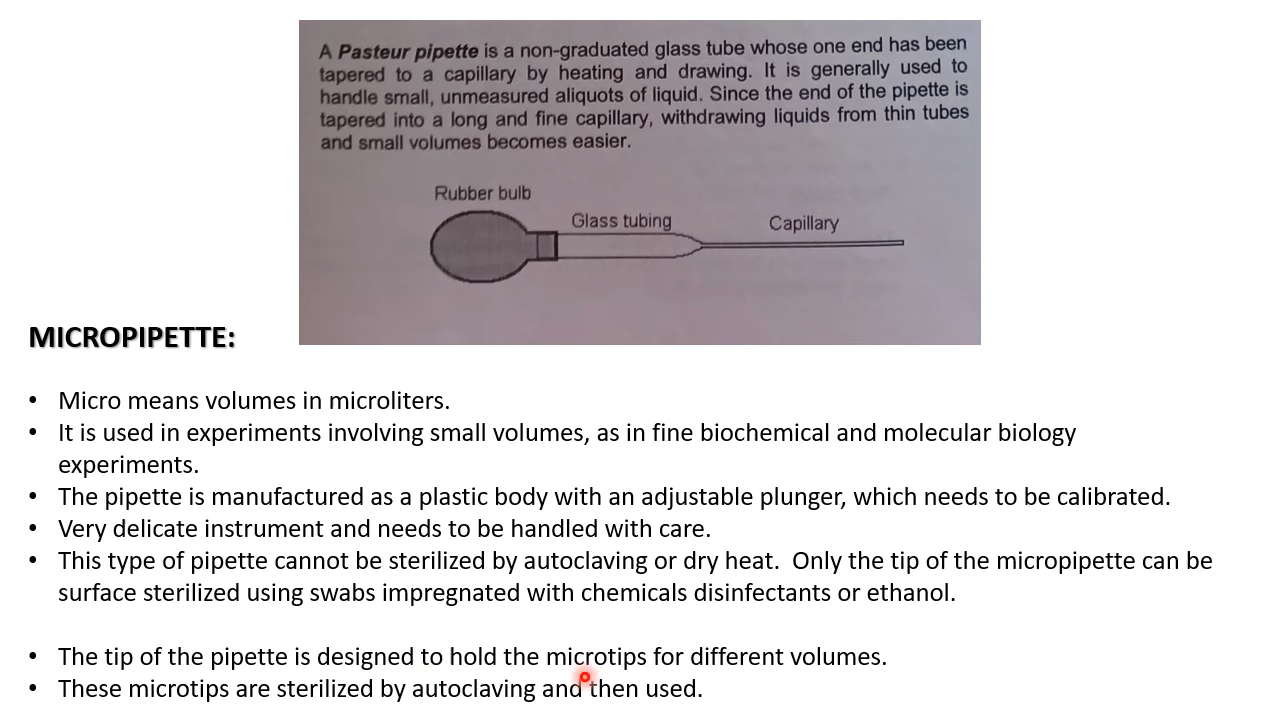 A Pasteur pipette is a non-graduated glass tube whose one end has been
tapered to a capillary by heating and drawing. It is generally used to
handle small, unmeasured aliquots of liquid. Since the end of the pipette is
tapered into a long and fine capillary, withdrawing liquids from thin tubes
and small volumes becomes easier.
Rubber bulb
Glass tubing
Capillary
MICROPIPETTE:
• Micro means volumes in microliters.
• It is used in experiments involving small volumes, as in fine biochemical and molecular biology
experiments.
• The pipette is manufactured as a plastic body with an adjustable plunger, which needs to be calibrated.
• Very delicate instrument and needs to be handled with care.
• This type of pipette cannot be sterilized by autoclaving or dry heat.  Only the tip of the micropipette can be
surface sterilized using swabs impregnated with chemicals disinfectants or ethanol.
• The tip of the pipette is designed to hold the microtips for different volumes.
• These microtips are sterilized by autoclaving and then used.